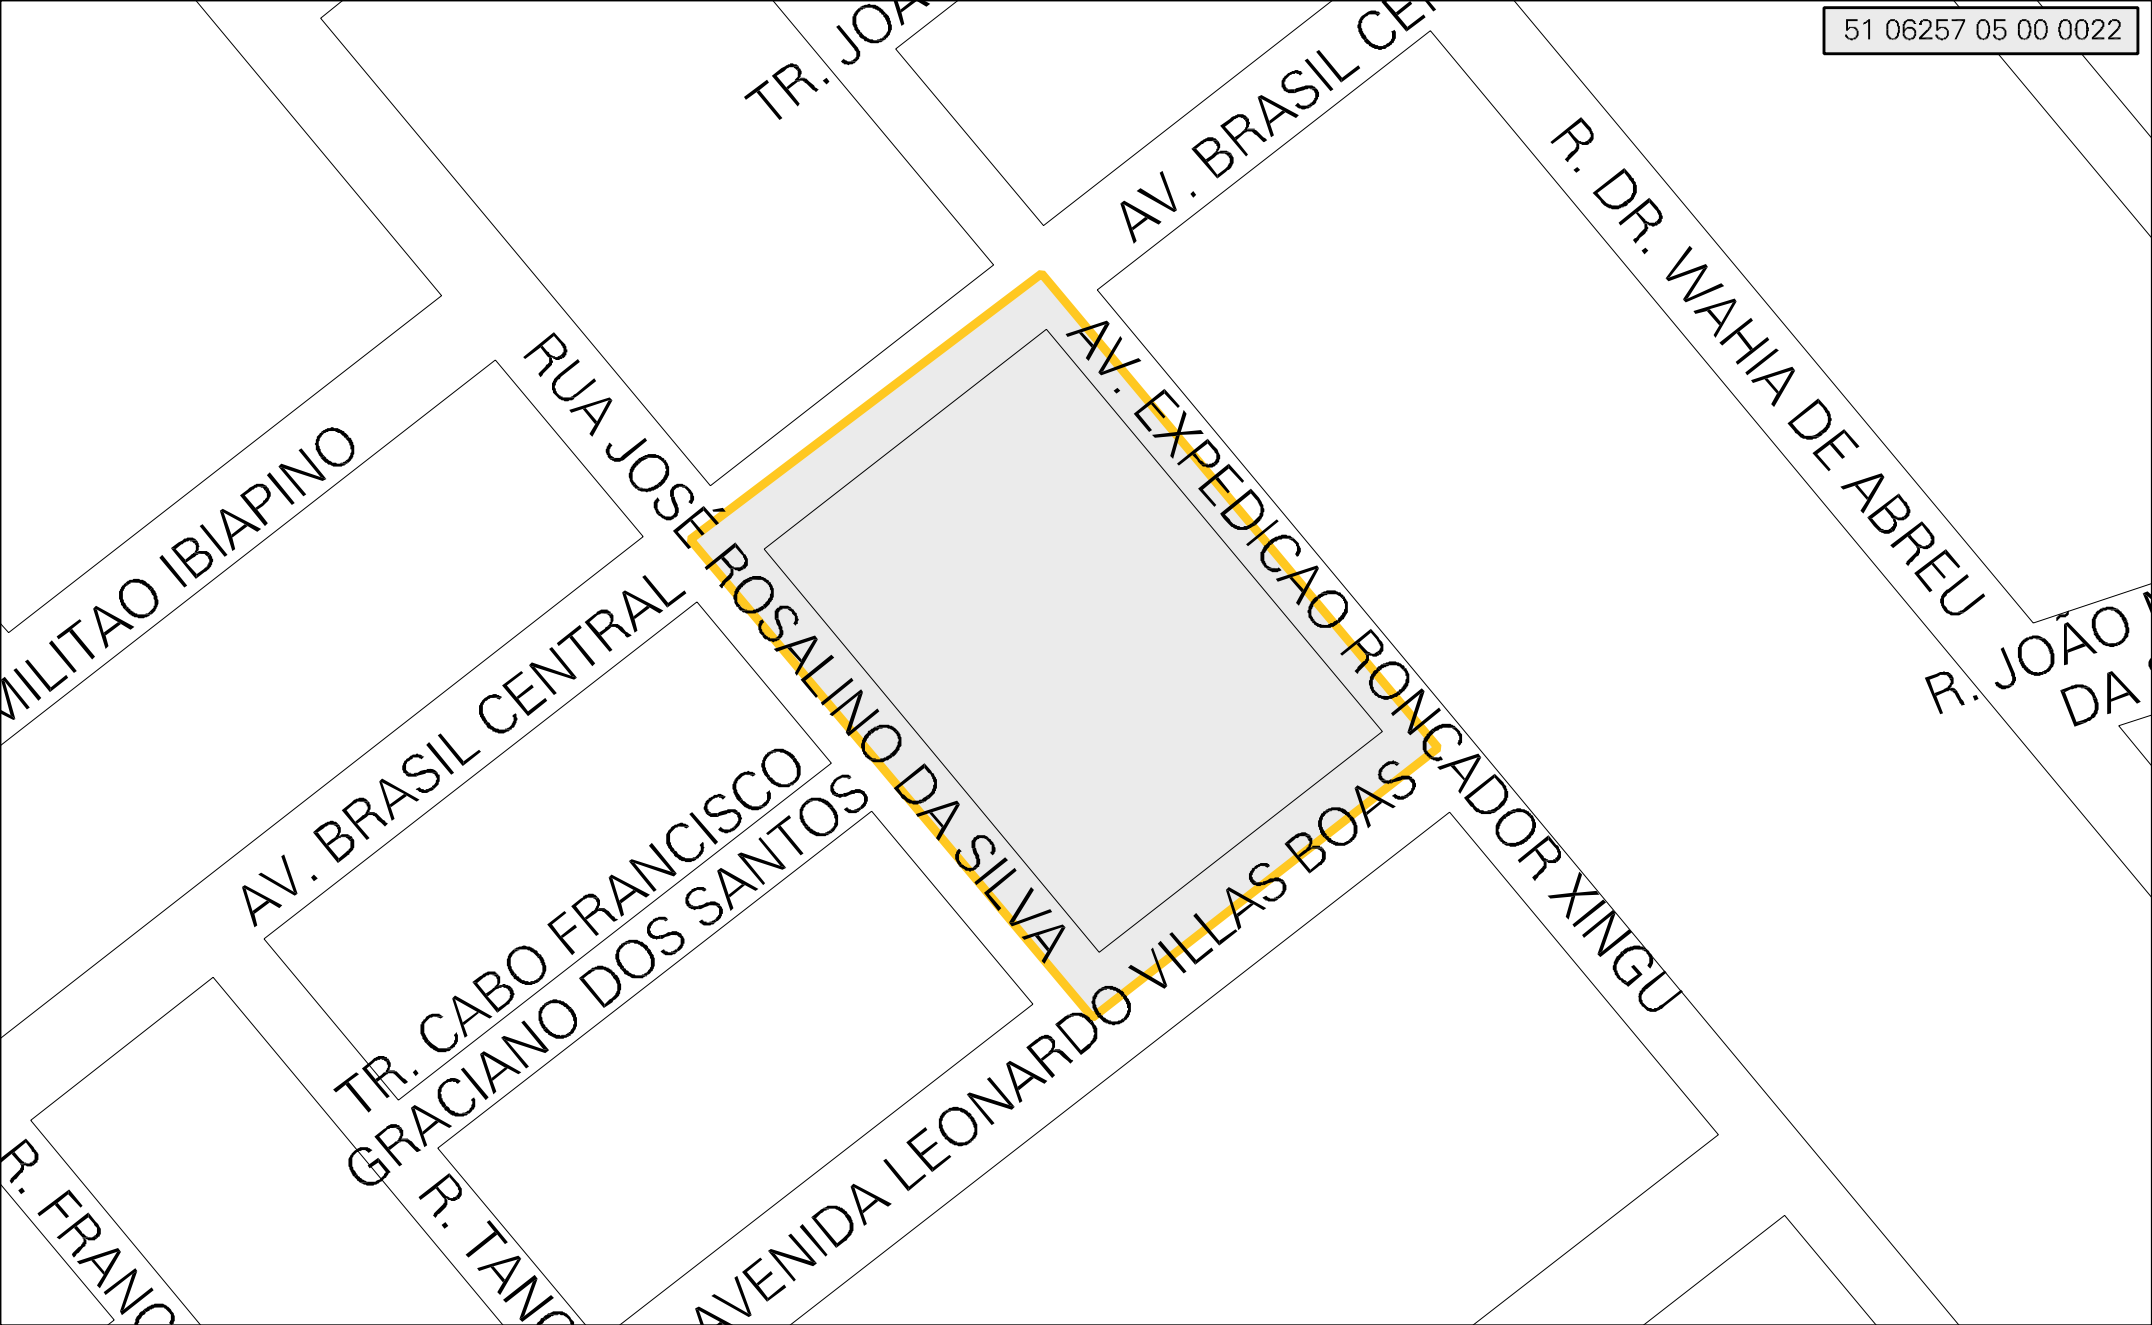 51 06257 05 00 0022
TR.
AV. BRASIL
R. DR. WAHIA DE ABREU
RUA JOSÉ ROSALINO DA SILVA
AV. EXPEDICAO RONCADOR XINGU
MILITAO IBIAPINO
AV. BRASIL CENTRAL
R. JOÃO
DA
TR. CABO FRANCISCO
GRACIANO DOS SANTOS
AVENIDA LEONARDO VILLAS BOAS
R. FRANC
R. TANC